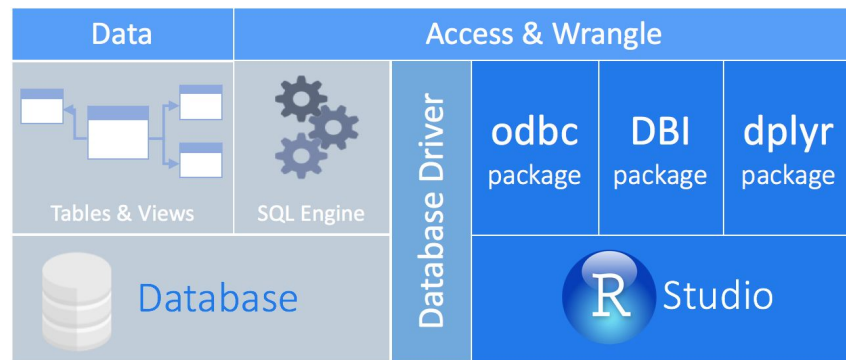 Data
Access & Wrangle
Tables & Views
SQL Engine
Database Driver
odbc
package
DBI
package
dplyr
package
Database
R Studio